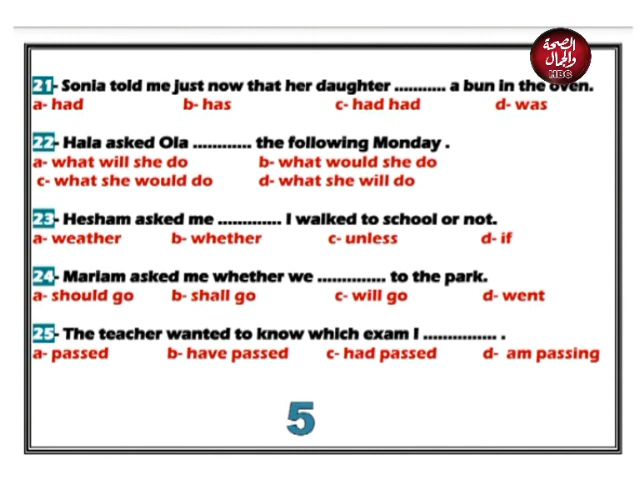 الصحة
والجمال
MBC
21- Sonia told me just now that her daughter ........... a bun in the oven.
a- had b- has c- had had d- was
22- Hala asked Ola ............ the following Monday .
a- what will she do b- what would she do
c- what she would do d- what she will do
23- Hesham asked me ............. I walked to school or not.
a- weather b- whether c- unless d- if
24- Mariam asked me whether we .............. to the park.
a- should go b- shall go c- will go d- went
25- The teacher wanted to know which exam I ............... .
a- passed b- have passed c- had passed d- am passing
5